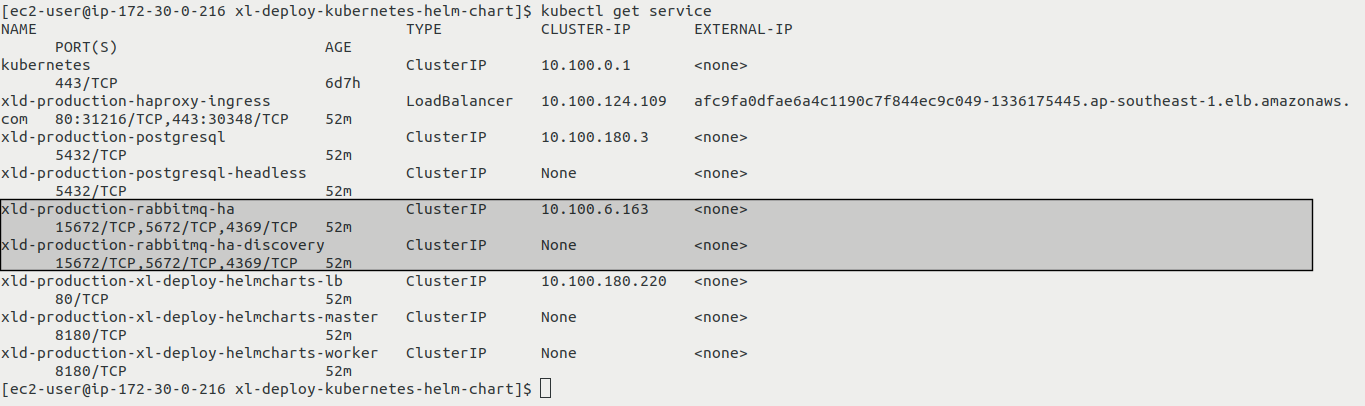 [ec2-user@ip-172-30-0-216 xl-deploy-kubernetes-helm-chart]$ kubectl get service
NAME                                         TYPE           CLUSTER-IP       EXTERNAL-IP
      PORT(S)                       AGE
kubernetes                                   ClusterIP      10.100.0.1       <none>
      443/TCP                       6d7h
xld-production-haproxy-ingress               LoadBalancer   10.100.124.109   afc9fa0dfae6a4c1190c7f844ec9c049-1336175445.ap-southeast-1.elb.amazonaws.
com   80:31216/TCP,443:30348/TCP    52m
xld-production-postgresql                    ClusterIP      10.100.180.3     <none>
      5432/TCP                      52m
xld-production-postgresql-headless           ClusterIP      None             <none>
      5432/TCP                      52m
xld-production-rabbitmq-ha                   ClusterIP      10.100.6.163     <none>
      15672/TCP,5672/TCP,4369/TCP   52m
xld-production-rabbitmq-ha-discovery         ClusterIP      None             <none>
      15672/TCP,5672/TCP,4369/TCP   52m
xld-production-xl-deploy-helmcharts-lb       ClusterIP      10.100.180.220   <none>
      80/TCP                        52m
xld-production-xl-deploy-helmcharts-master   ClusterIP      None             <none>
      8180/TCP                      52m
xld-production-xl-deploy-helmcharts-worker   ClusterIP      None             <none>
      8180/TCP                      52m
[ec2-user@ip-172-30-0-216 xl-deploy-kubernetes-helm-chart]$